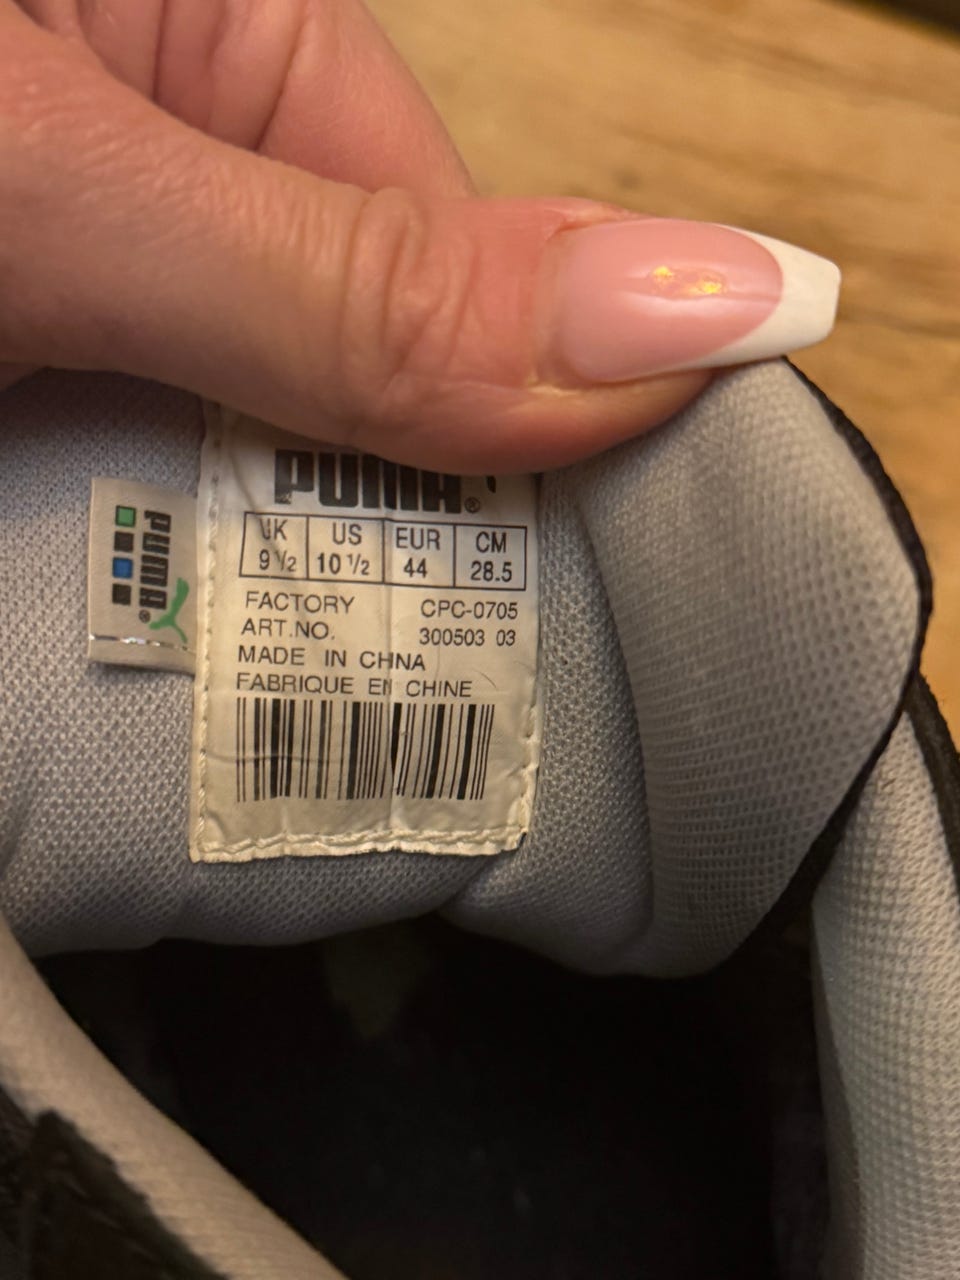 PUMA®
UK US EUR CM
9 1/2 10 1/2 44 28.5
FACTORY CPC-0705
ART.NO. 300503 03
MADE IN CHINA
FABRIQUE EN CHINE
PUMA®